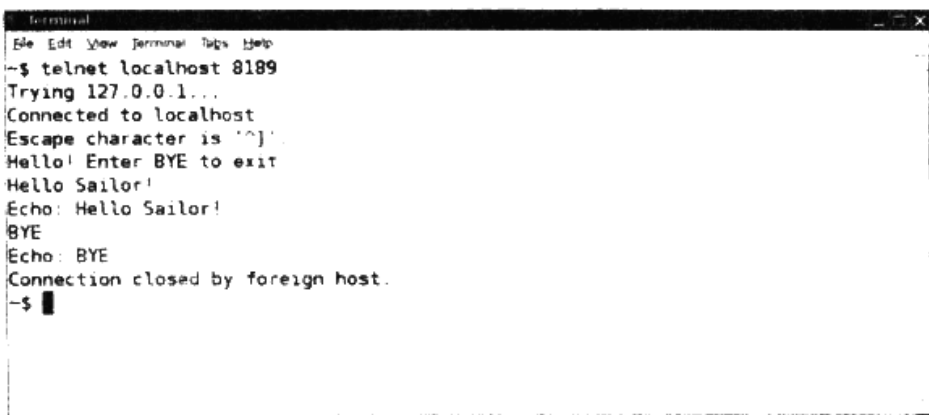 Terminal
File Edit View Terminal Tabs Help
~$ telnet localhost 8189
Trying 127.0.0.1...
Connected to localhost
Escape character is '^]'.
Hello! Enter BYE to exit
Hello Sailor!
Echo: Hello Sailor!
BYE
Echo: BYE
Connection closed by foreign host.
~$